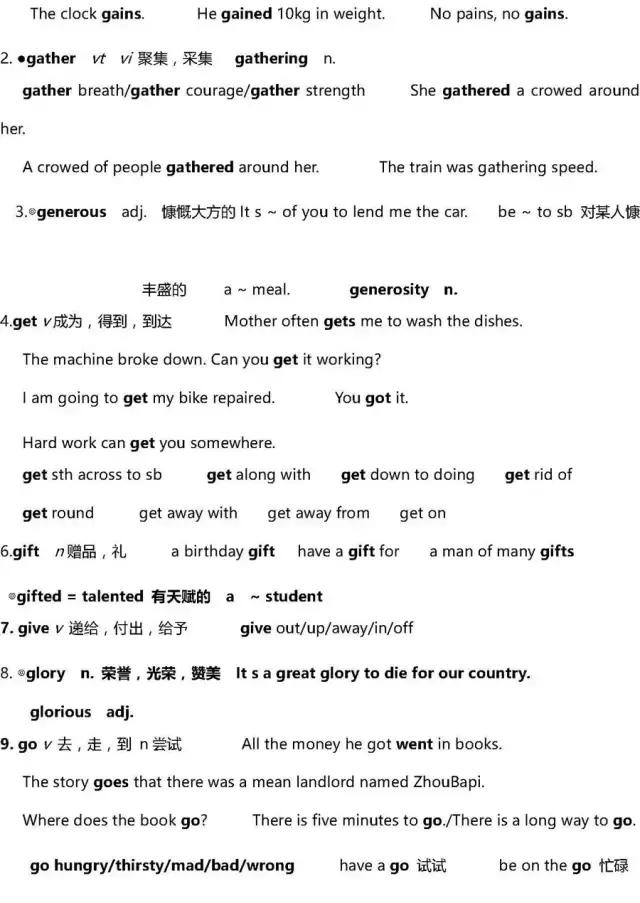 The clock gains. He gained 10kg in weight. No pains, no gains.
2. ●gather vt vi 聚集，采集 gathering n.
gather breath/gather courage/gather strength She gathered a crowed around
her.
A crowed of people gathered around her. The train was gathering speed.
3.◎generous adj. 慷慨大方的 It s ~ of you to lend me the car. be ~ to sb 对某人慷
丰盛的 a ~ meal. generosity n.
4.get v 成为，得到，到达 Mother often gets me to wash the dishes.
The machine broke down. Can you get it working?
I am going to get my bike repaired. You got it.
Hard work can get you somewhere.
get sth across to sb get along with get down to doing get rid of
get round get away with get away from get on
6.gift n 赠品，礼 a birthday gift have a gift for a man of many gifts
◎gifted = talented 有天赋的 a ~ student
7. give v 递给，付出，给予 give out/up/away/in/off
8. ◎glory n. 荣誉，光荣，赞美 It s a great glory to die for our country.
glorious adj.
9. go v 去，走，到 n 尝试 All the money he got went in books.
The story goes that there was a mean landlord named ZhouBapi.
Where does the book go? There is five minutes to go./There is a long way to go.
go hungry/thirsty/mad/bad/wrong have a go 试试 be on the go 忙碌